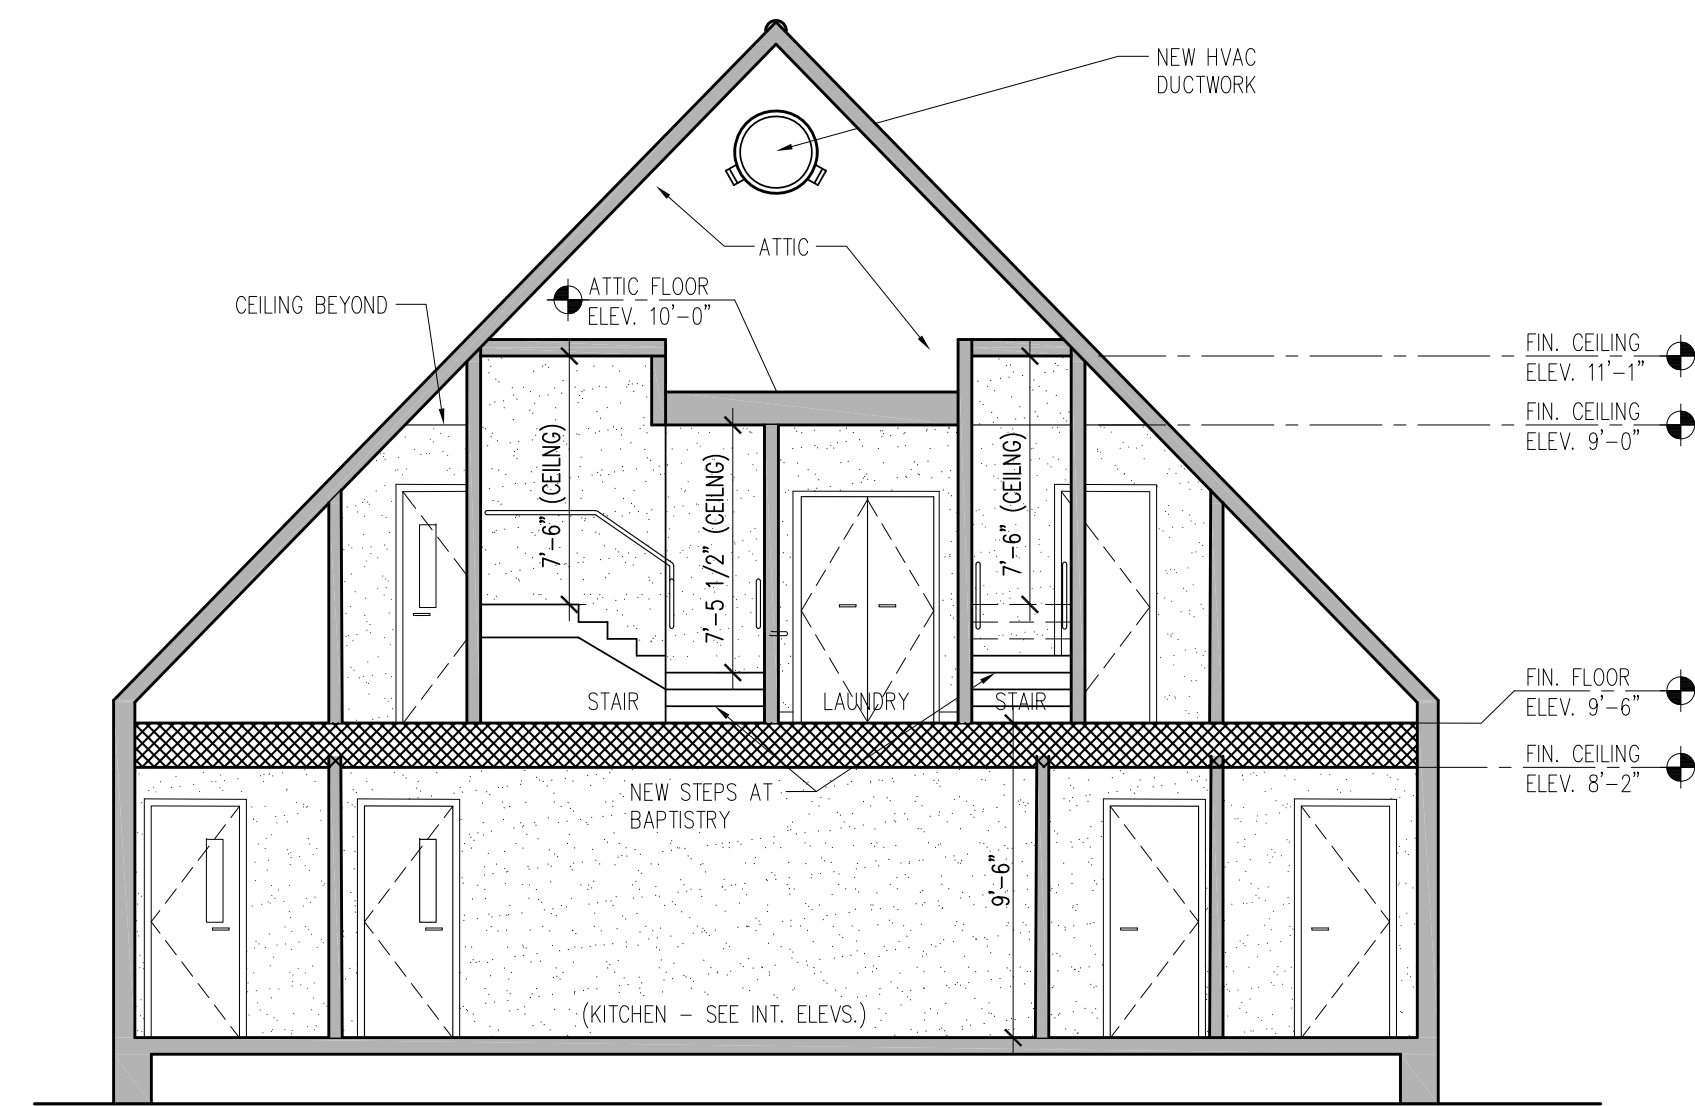 NEW HVAC
DUCTWORK
ATTIC
ATTIC FLOOR
ELEV. 10'-0"
CEILING BEYOND
FIN. CEILING
ELEV. 11'-1"
FIN. CEILING
ELEV. 9'-0"
7'-6" (CEILNG)
7'-5 1/2" (CEILNG)
7'-6" (CEILNG)
FIN. FLOOR
ELEV. 9'-6"
STAIR
LAUNDRY
STAIR
FIN. CEILING
ELEV. 8'-2"
NEW STEPS AT
BAPTISTRY
9'-6"
(KITCHEN - SEE INT. ELEVS.)